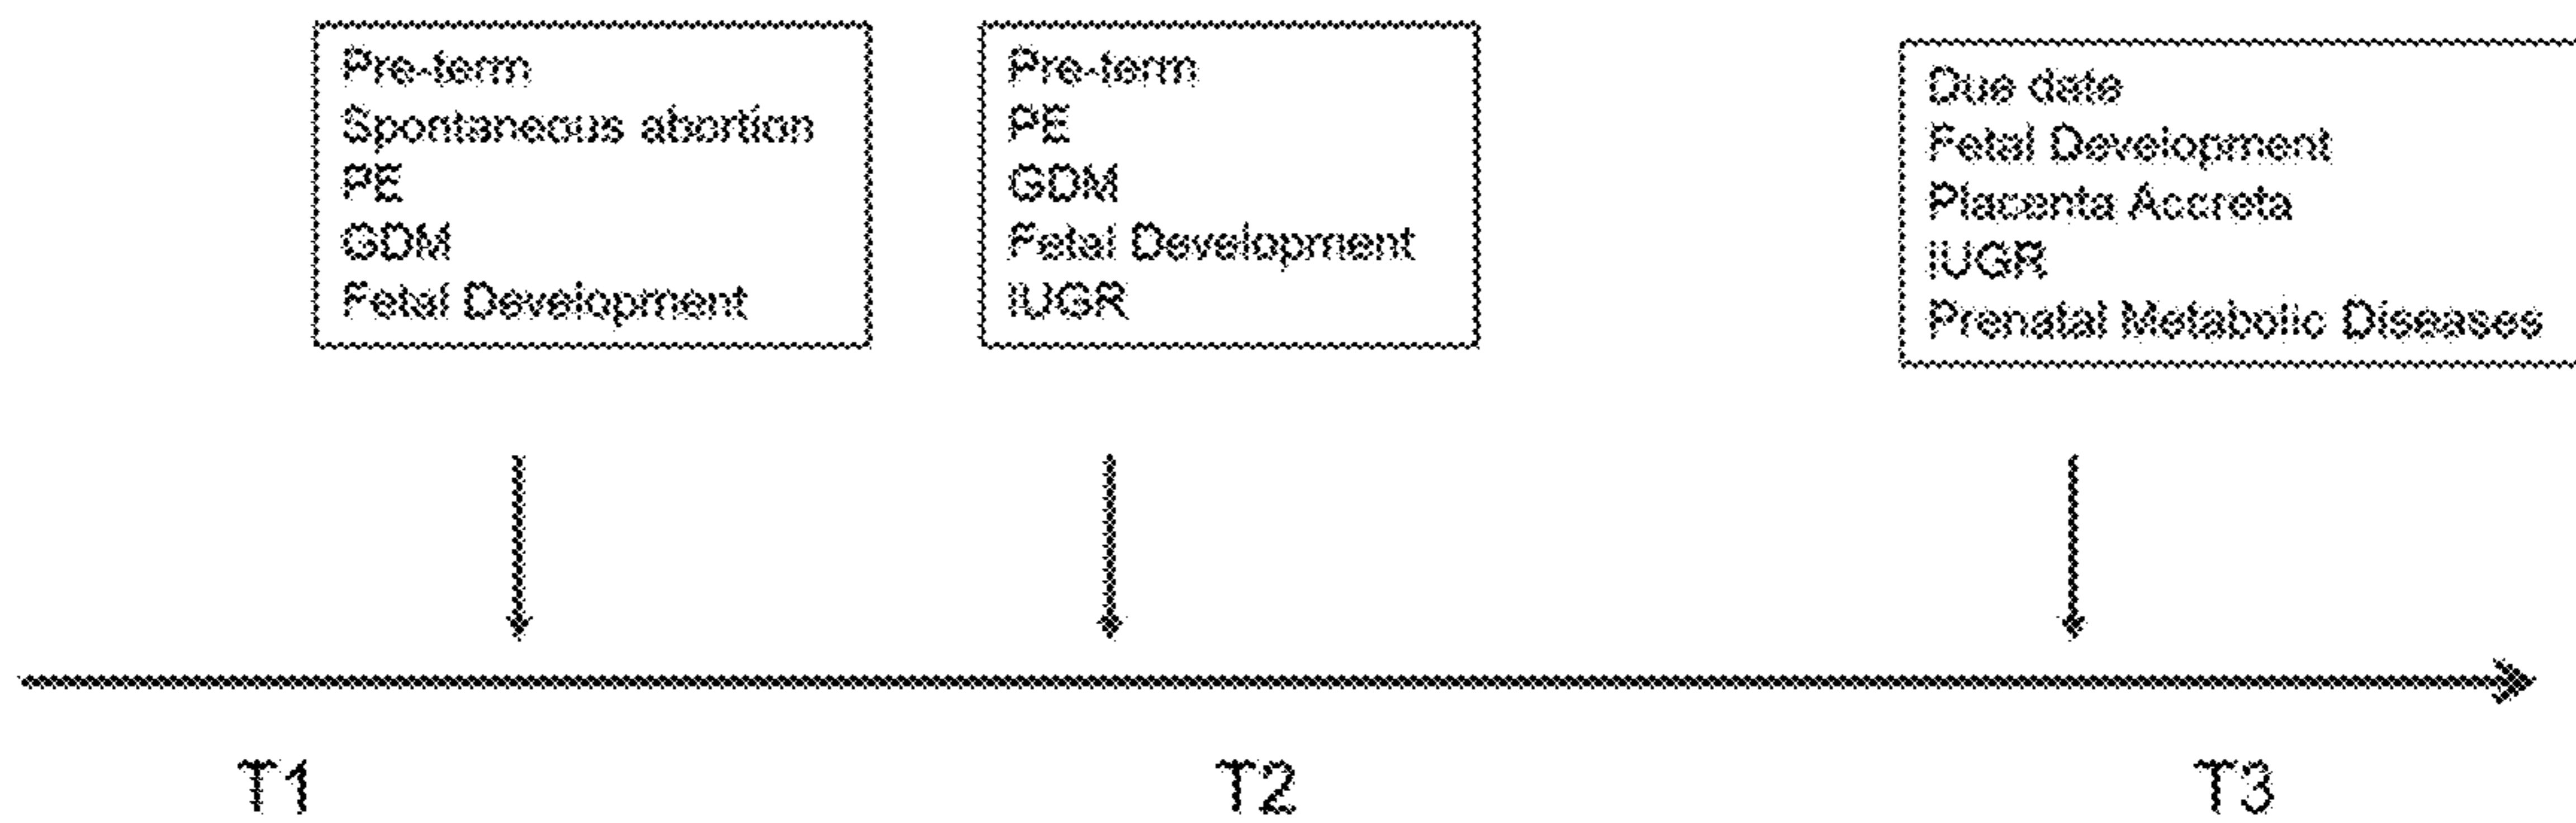 Pre-term
Spontaneous abortion
PE
GDM
Fetal Development
Pre-term
PE
GDM
Fetal Development
IUGR
Due date
Fetal Development
Placenta Accreta
IUGR
Prenatal Metabolic Diseases
T1
T2
T3